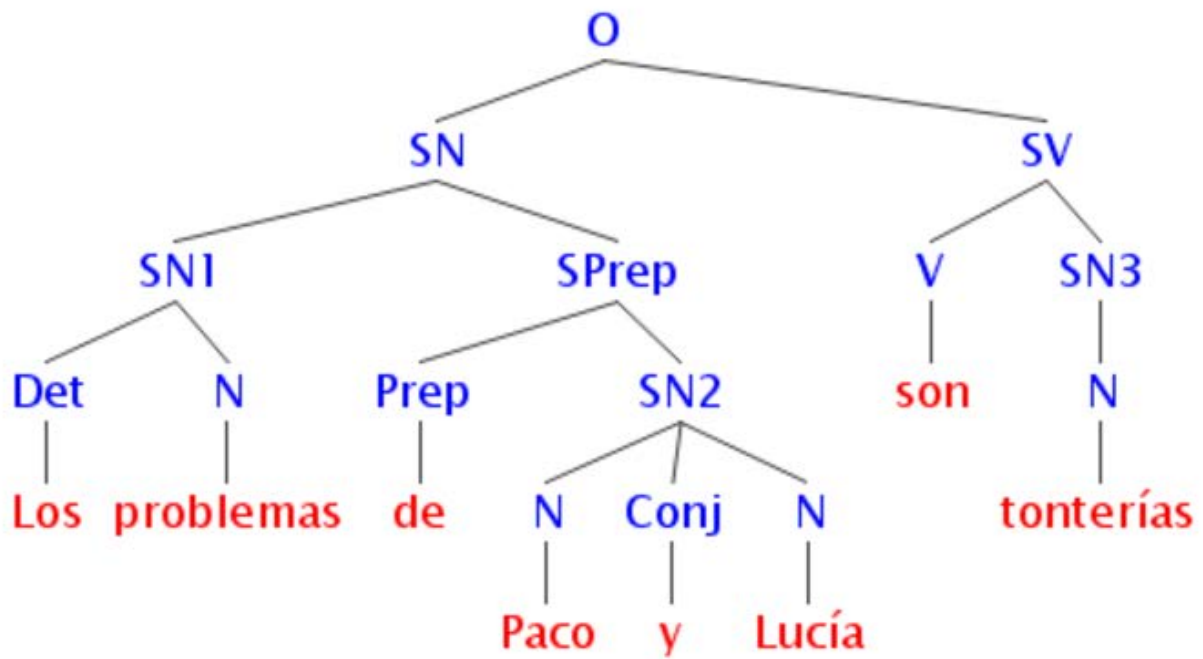 O
SN SV
SN1 SPrep V SN3
Det N Prep SN2 son N
Los problemas de N Conj N tonterías
Paco y Lucía